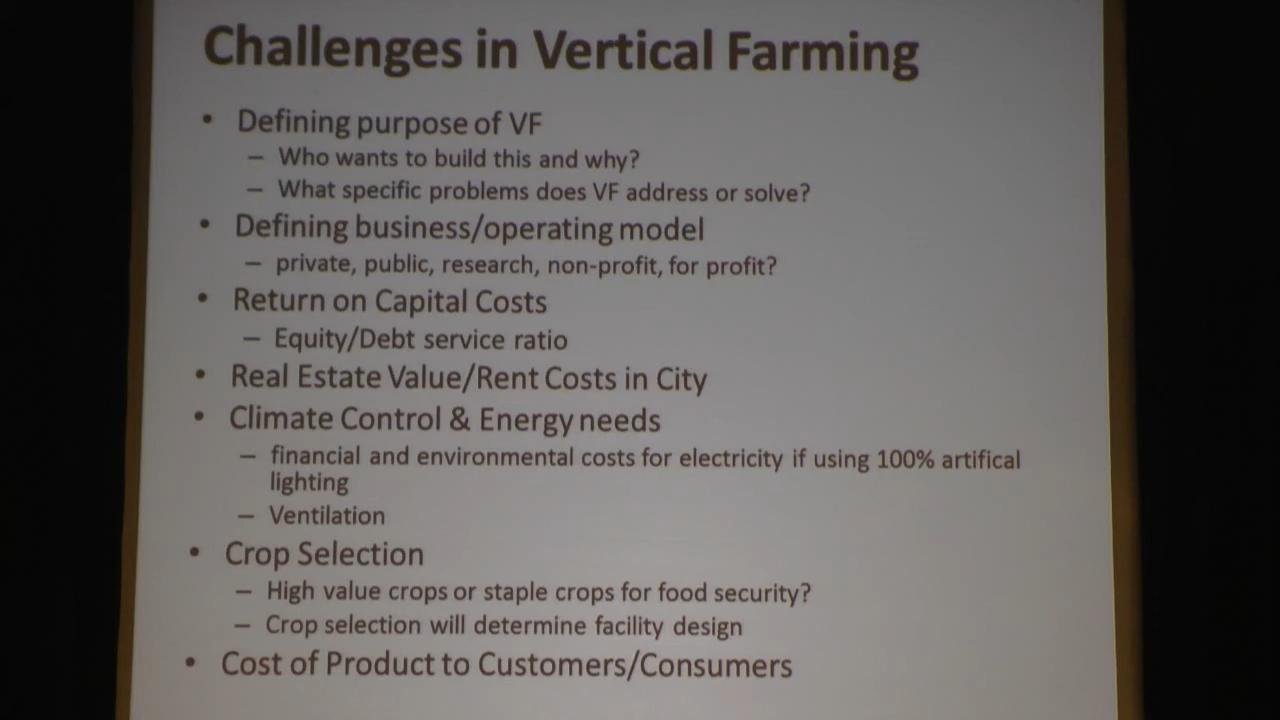 Challenges in Vertical Farming
• Defining purpose of VF
– Who wants to build this and why?
– What specific problems does VF address or solve?
• Defining business/operating model
– private, public, research, non-profit, for profit?
• Return on Capital Costs
– Equity/Debt service ratio
• Real Estate Value/Rent Costs in City
• Climate Control & Energy needs
– financial and environmental costs for electricity if using 100% artifical
lighting
– Ventilation
• Crop Selection
– High value crops or staple crops for food security?
– Crop selection will determine facility design
• Cost of Product to Customers/Consumers